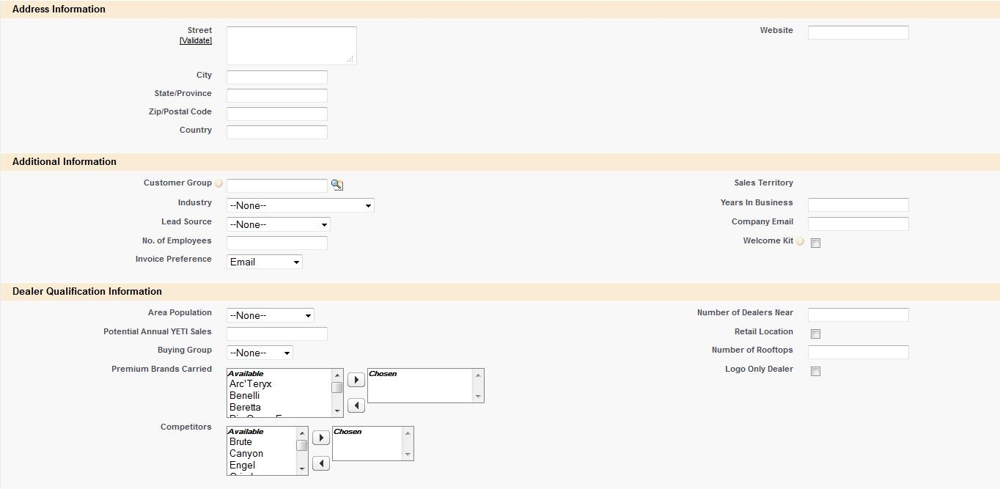 Address Information
Street
[Validate]
Website
City
State/Province
Zip/Postal Code
Country
Additional Information
Customer Group
Sales Territory
Industry --None--
Years In Business
Lead Source --None--
Company Email
No. of Employees
Welcome Kit
Invoice Preference Email
Dealer Qualification Information
Area Population --None--
Number of Dealers Near
Potential Annual YETI Sales
Retail Location
Buying Group --None--
Number of Rooftops
Premium Brands Carried
Logo Only Dealer
Available
Arc'Teryx
Benelli
Beretta
Chosen
Competitors
Available
Brute
Canyon
Engel
Chosen